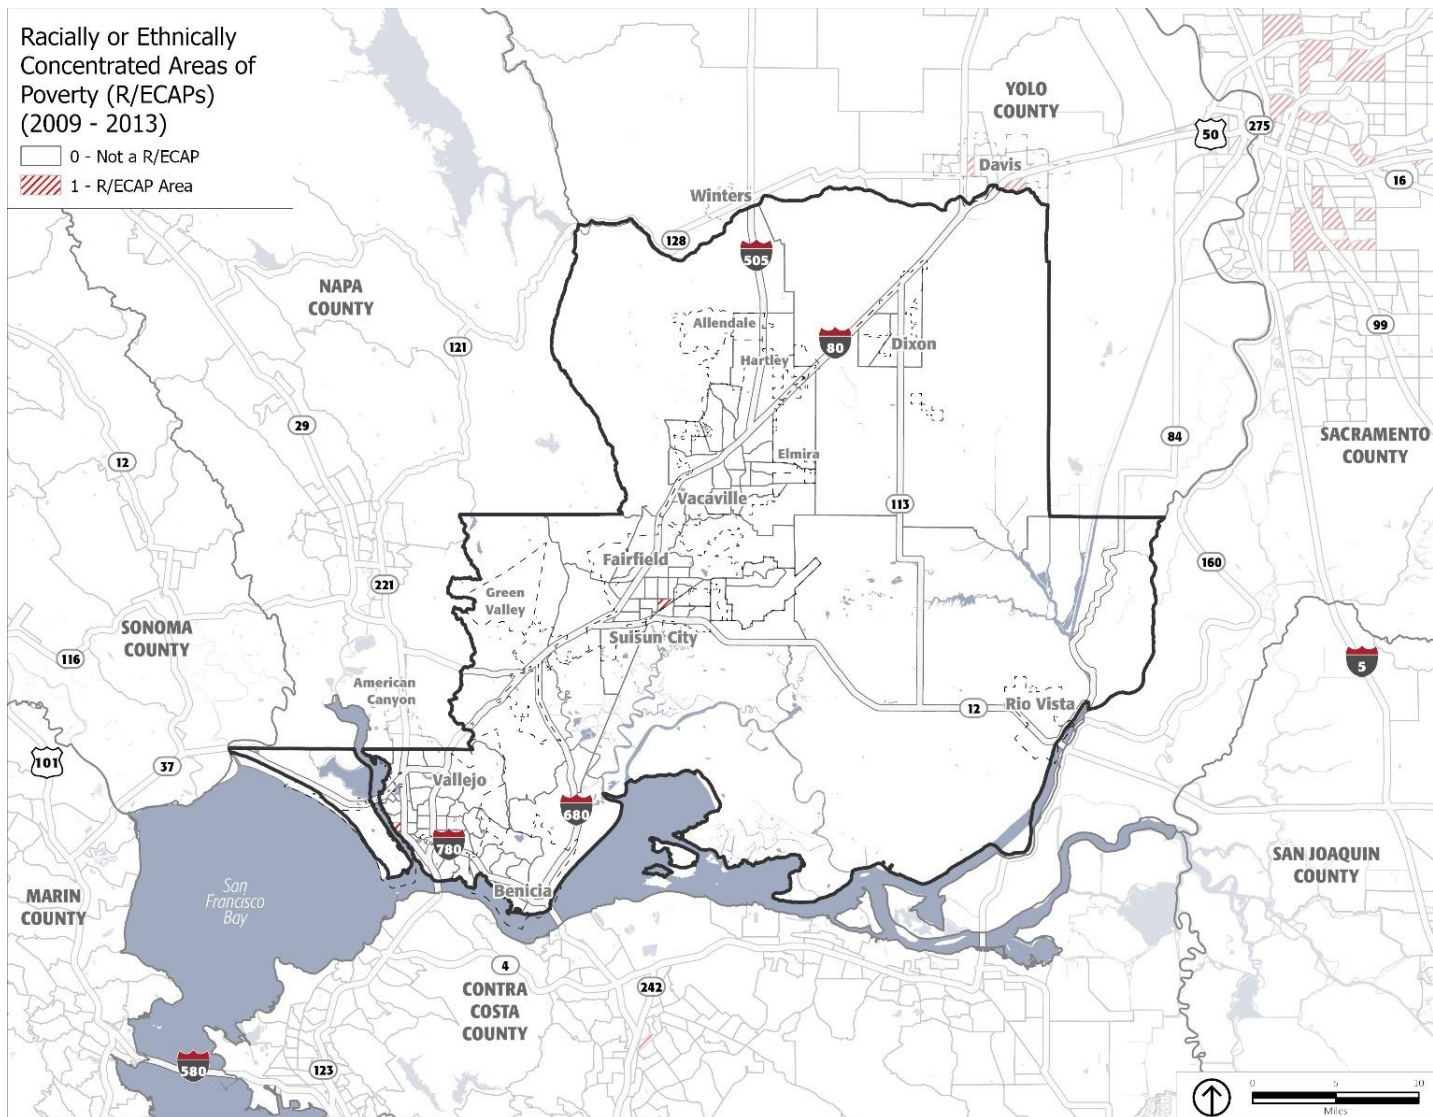 Racially or Ethnically
Concentrated Areas of
Poverty (R/ECAPs)
(2009 - 2013)
0 - Not a R/ECAP
1 - R/ECAP Area
YOLO
COUNTY
50
275
Davis
16
Winters
128
505
NAPA
COUNTY
Allendale
80
99
121
Hartley
Dixon
29
84
SACRAMENTO
COUNTY
12
Elmira
Vacaville
113
Fairfield
160
221
Green
Valley
SONOMA
COUNTY
Suisun City
116
5
American
Canyon
Rio Vista
12
101
37
Vallejo
680
780
SAN JOAQUIN
COUNTY
MARIN
COUNTY
San
Francisco
Bay
Benicia
4
CONTRA
COSTA
COUNTY
242
580
123
0 5 10
Miles